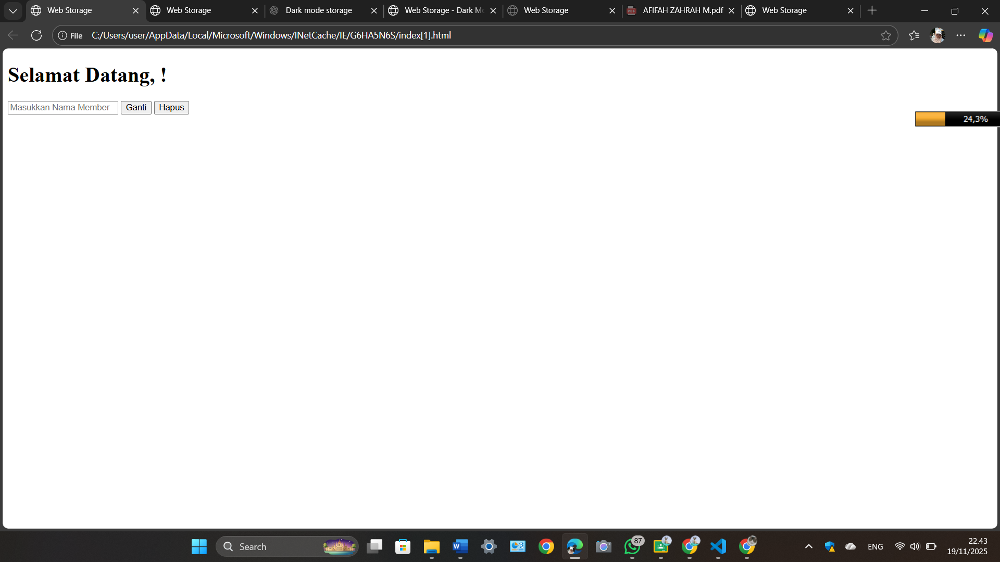 Web Storage
Web Storage
Dark mode storage
Web Storage - Dark Mo
Web Storage
PDF
AFIFAH ZAHRAH M.pdf
Web Storage
File
C:/Users/user/AppData/Local/Microsoft/Windows/INetCache/IE/G6HA5N6S/index[1].html
Selamat Datang, !
Masukkan Nama Member
Ganti
Hapus
24,3%
Search
W
87
ENG
22.43
19/11/2025